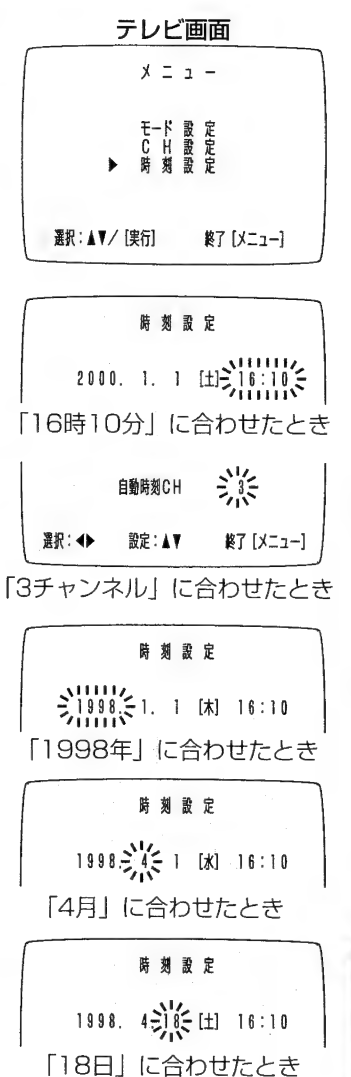 テレビ画面
メニュー
モード設定
CH設定
▶ 時刻設定
選択:▲▼/[実行] 終了[メニュー]
時刻設定
2000. 1. 1 [土] 16:10
「16時10分」に合わせたとき
自動時刻CH 3
選択:◀▶ 設定:▲▼ 終了[メニュー]
「3チャンネル」に合わせたとき
時刻設定
1998. 1. 1 [木] 16:10
「1998年」に合わせたとき
時刻設定
1998. 4. 1 [水] 16:10
「4月」に合わせたとき
時刻設定
1998. 4. 18 [土] 16:10
「18日」に合わせたとき